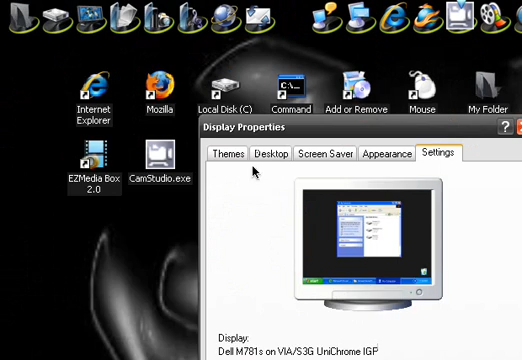 Internet
Explorer
Mozilla
Local Disk (C)
C:\_
Command
Add or Remove
Mouse
My Folder
EZMedia Box
2.0
CamStudio.exe
Display Properties
?
Themes
Desktop
Screen Saver
Appearance
Settings
Display:
Dell M781s on VIA/S3G UniChrome IGP